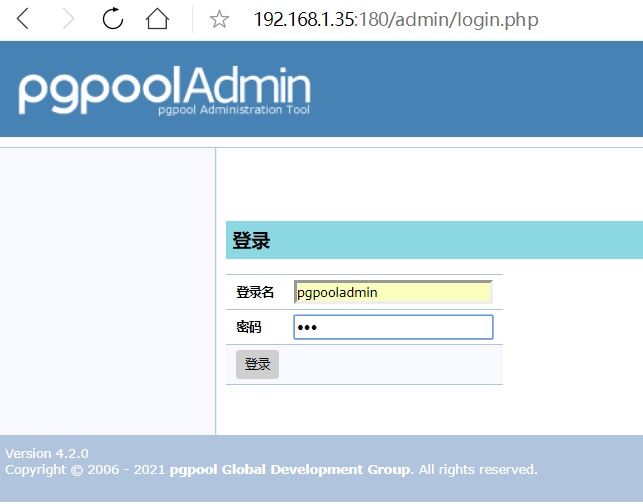 192.168.1.35:180/admin/login.php
pgpoolAdmin
pgpool Administration Tool
登录
登录名 pgpooladmin
密码 •••
登录
Version 4.2.0
Copyright © 2006 - 2021 pgpool Global Development Group. All rights reserved.